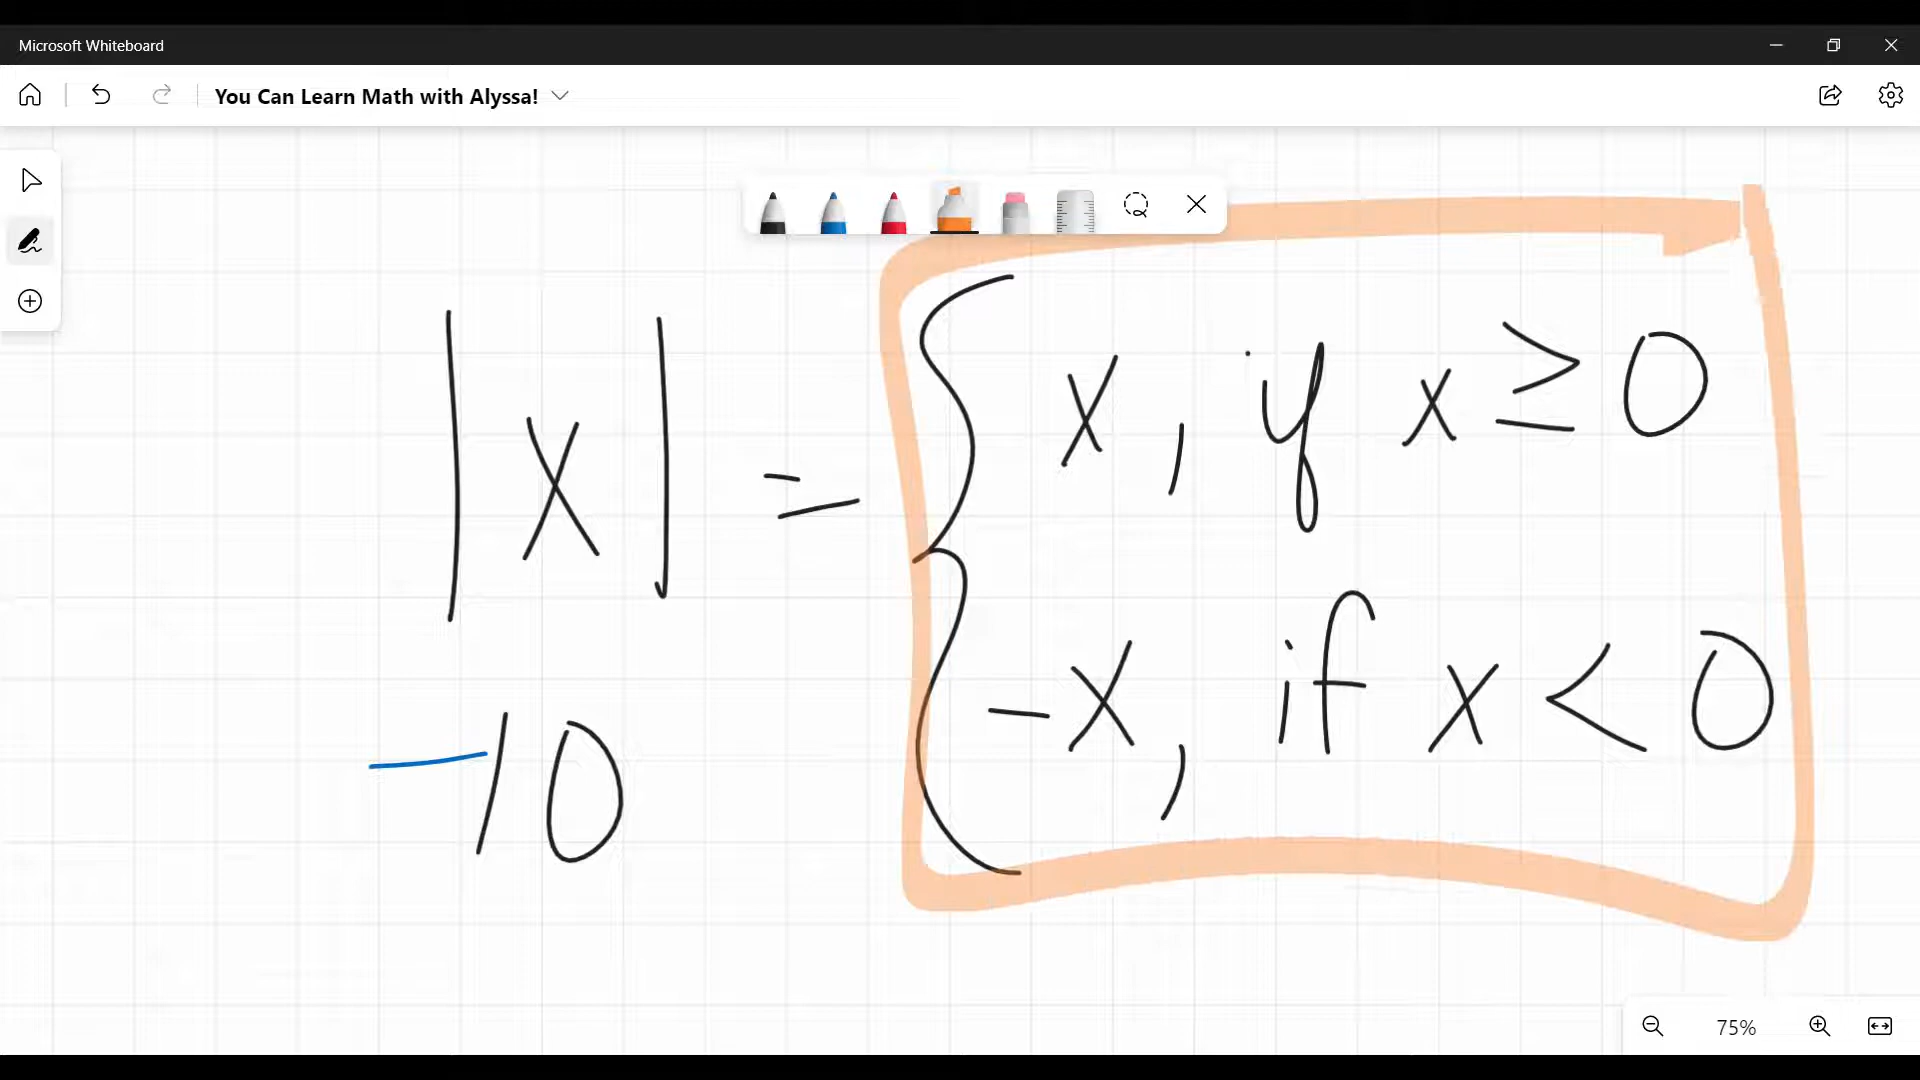 Microsoft Whiteboard
You Can Learn Math with Alyssa!
|x| = { x, if x ≥ 0
-x, if x < 0
-10
75%